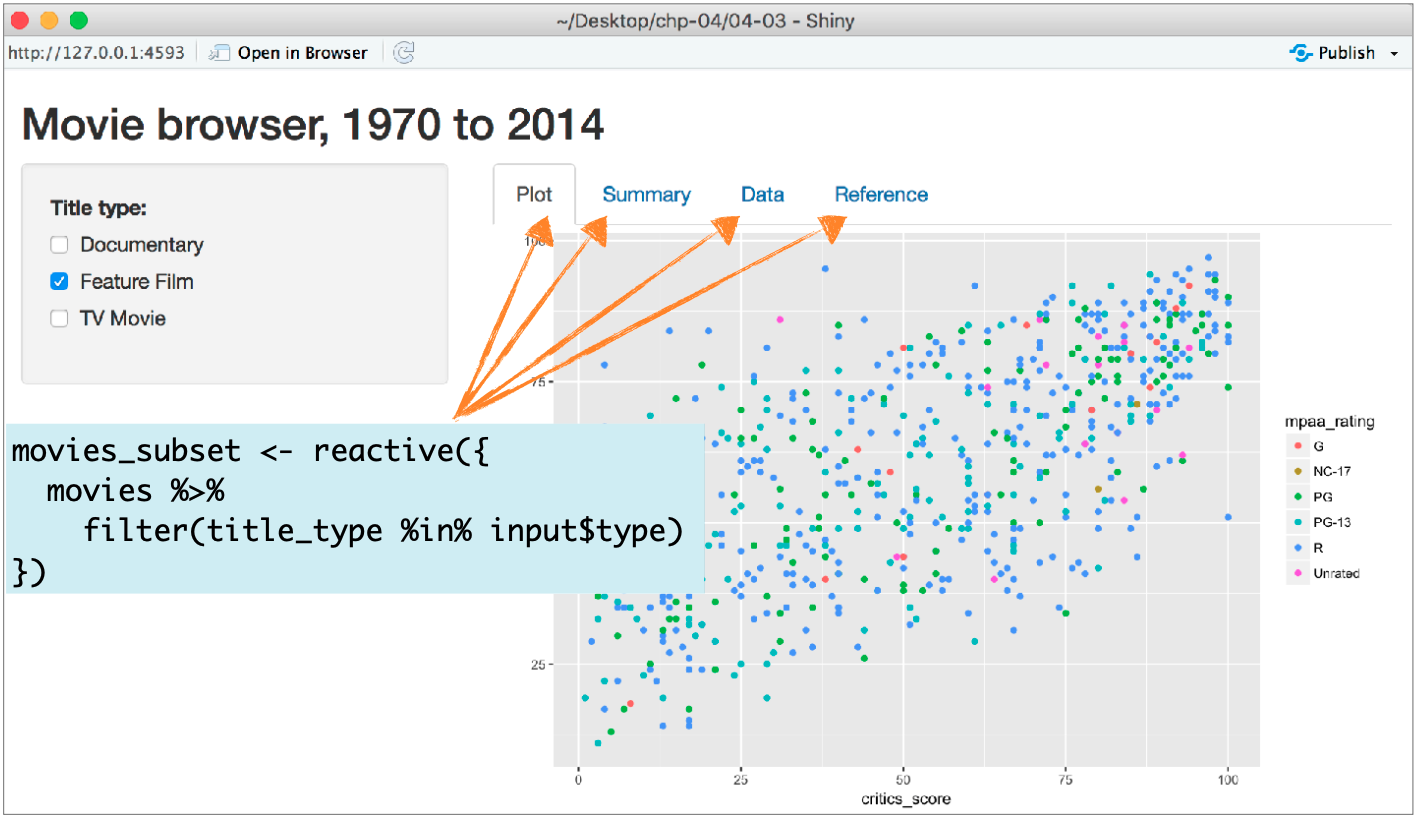 ~/Desktop/chp-04/04-03 - Shiny
http://127.0.0.1:4593 Open in Browser Publish
Movie browser, 1970 to 2014
Title type:
Documentary
Feature Film
TV Movie
Plot Summary Data Reference
movies_subset <- reactive({
  movies %>%
    filter(title_type %in% input$type)
})
100
75
25
0 25 50 75 100
critics_score
mpaa_rating
G
NC-17
PG
PG-13
R
Unrated